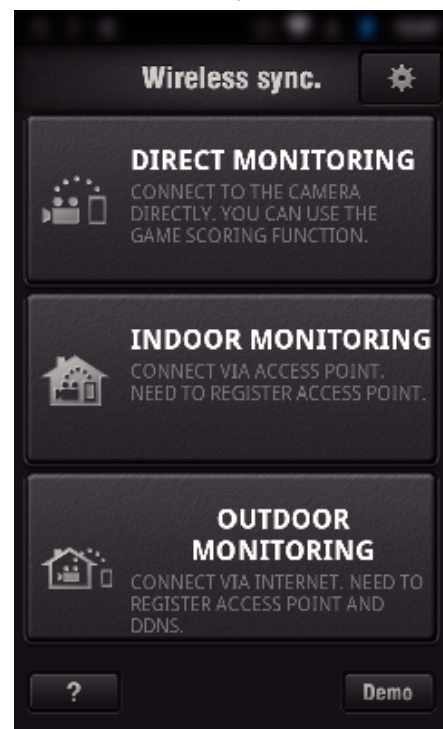 Wireless sync.
DIRECT MONITORING
CONNECT TO THE CAMERA
DIRECTLY. YOU CAN USE THE
GAME SCORING FUNCTION.
INDOOR MONITORING
CONNECT VIA ACCESS POINT.
NEED TO REGISTER ACCESS POINT.
OUTDOOR
MONITORING
CONNECT VIA INTERNET. NEED TO
REGISTER ACCESS POINT AND
DDNS.
?
Demo